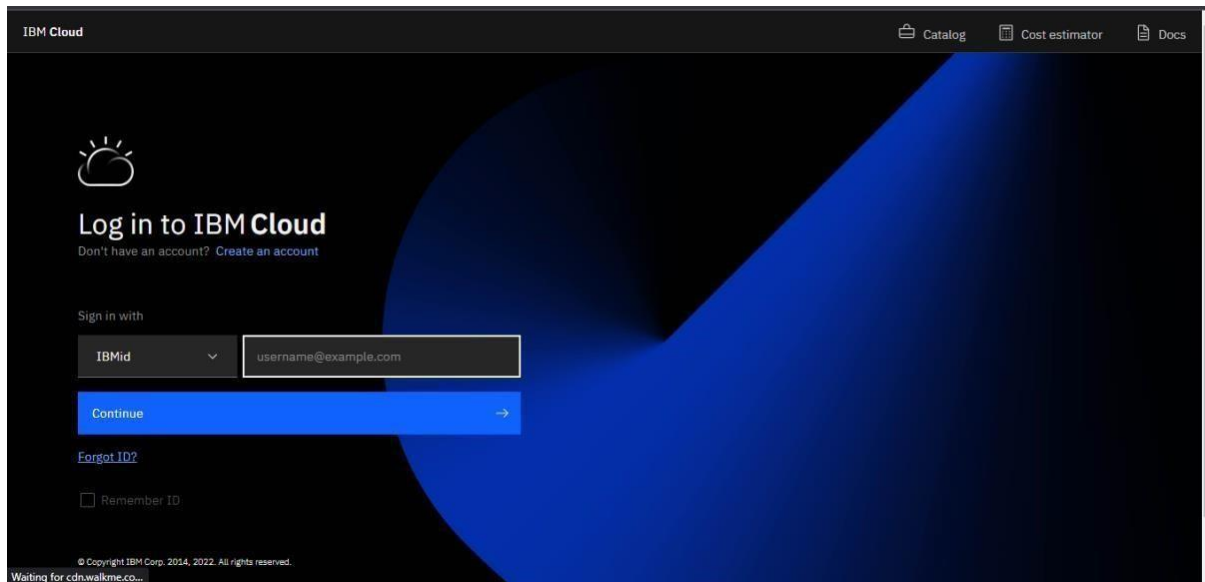 IBM Cloud Catalog Cost estimator Docs
Log in to IBM Cloud
Don't have an account? Create an account
Sign in with
IBMid username@example.com
Continue
Forgot ID?
Remember ID
© Copyright IBM Corp. 2014, 2022. All rights reserved.
Waiting for cdn.walkme.co...